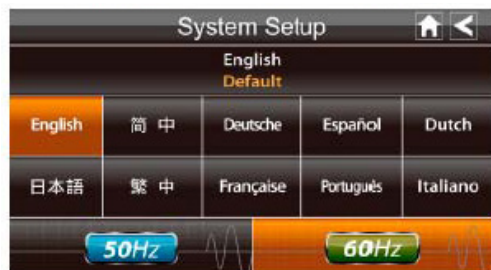 System Setup
English
Default
English 简中 Deutsche Español Dutch
日本語 繁中 Française Português Italiano
50Hz 60Hz